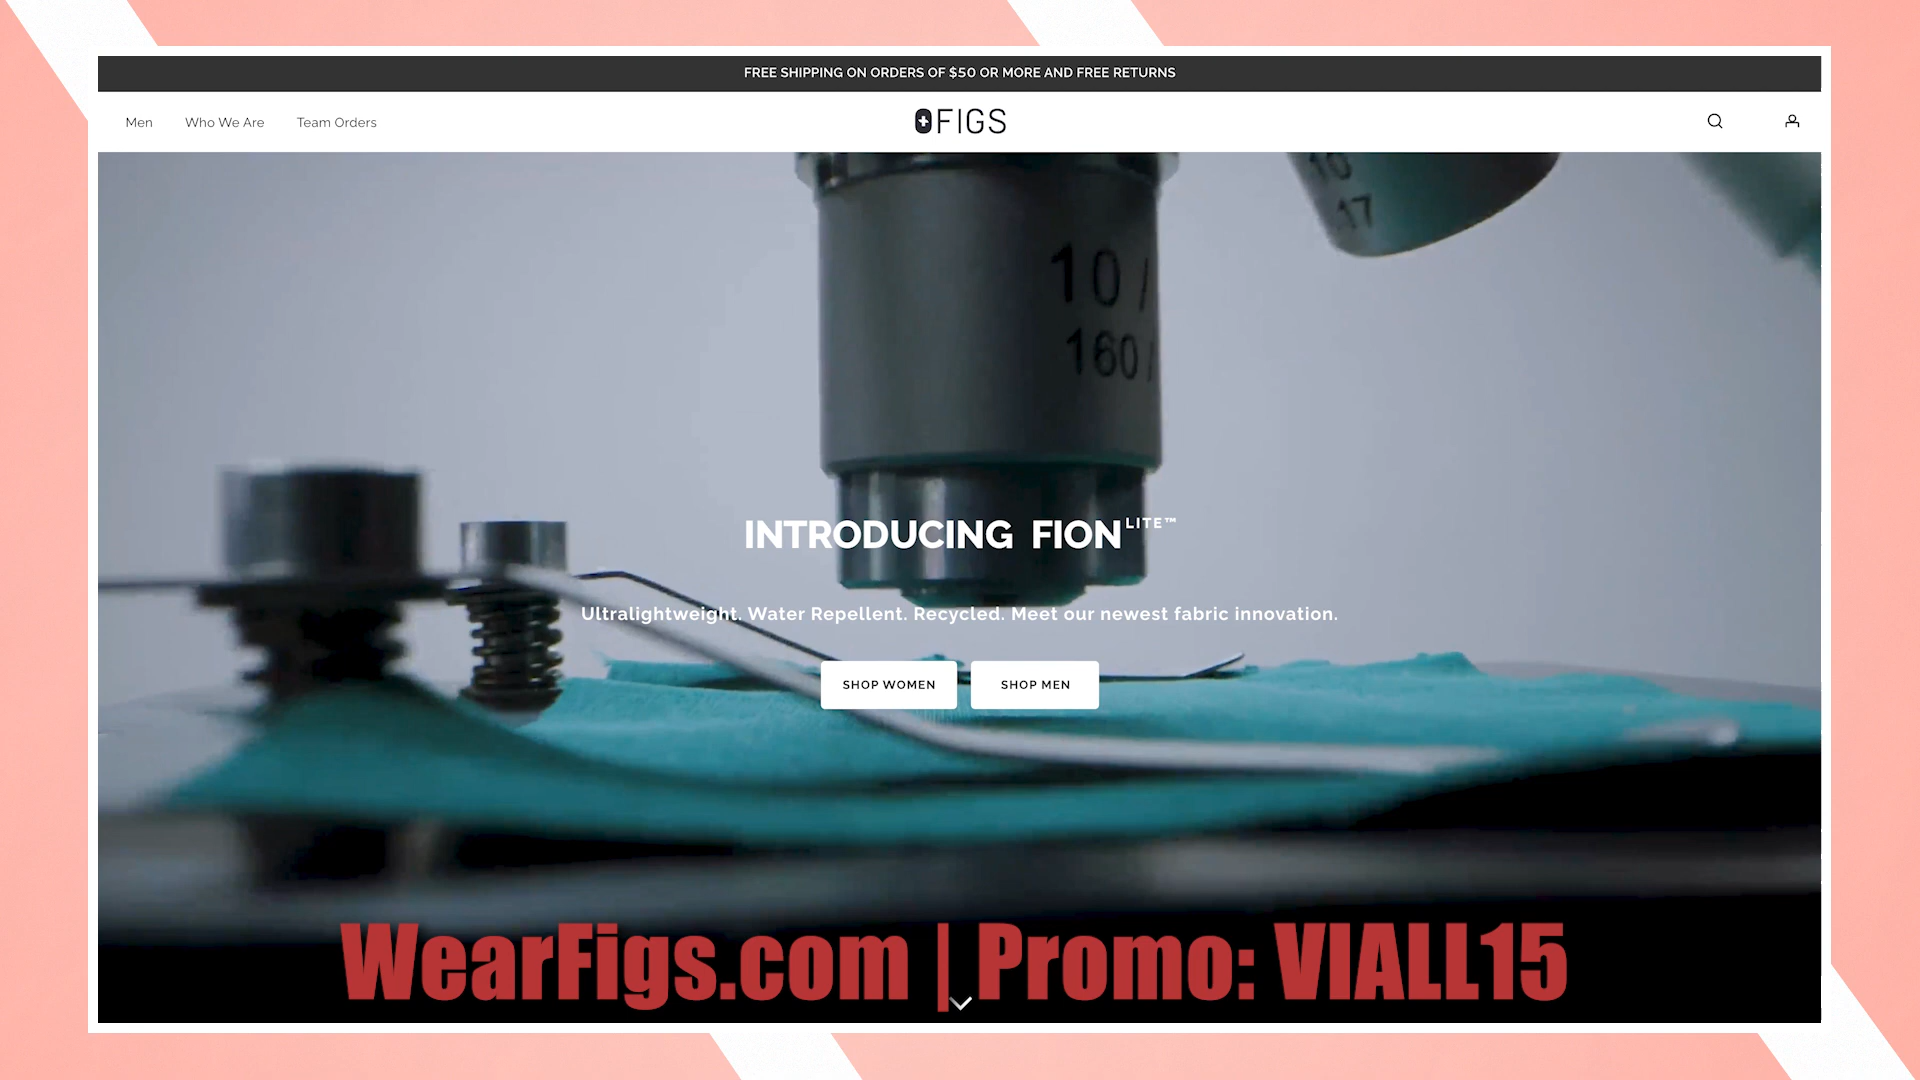 FREE SHIPPING ON ORDERS OF $50 OR MORE AND FREE RETURNS
Men Who We Are Team Orders FIGS
10
17
10 /
160 /
INTRODUCING FION LITE™
Ultralightweight. Water Repellent. Recycled. Meet our newest fabric innovation.
SHOP WOMEN SHOP MEN
WearFigs.com | Promo: VIALL15